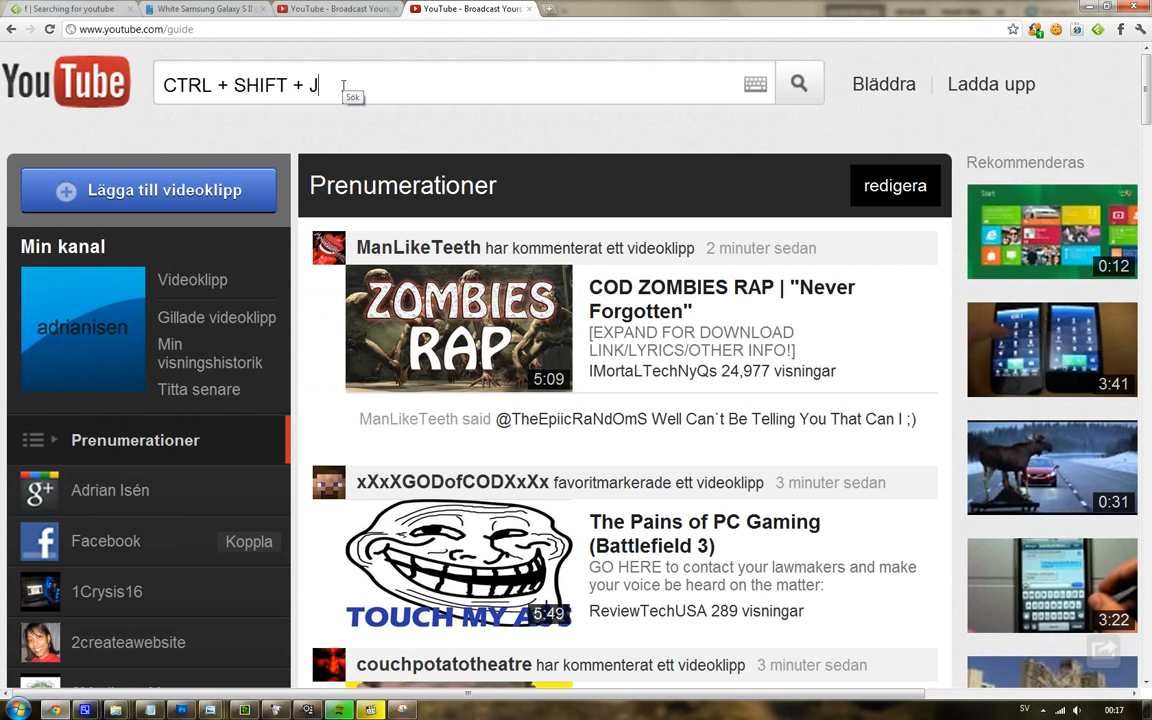 f | Searching for youtube
White Samsung Galaxy S II c
YouTube - Broadcast Yours
YouTube - Broadcast Yours
www.youtube.com/guide
YouTube
CTRL + SHIFT + J
Sök
Bläddra
Ladda upp
Lägga till videoklipp
Min kanal
adrianisen
Videoklipp
Gillade videoklipp
Min
visningshistorik
Titta senare
Prenumerationer
g+ Adrian Isén
f Facebook Koppla
1Crysis16
2createawebsite
Prenumerationer
redigera
ManLikeTeeth har kommenterat ett videoklipp 2 minuter sedan
ZOMBIES
RAP
5:09
COD ZOMBIES RAP | "Never
Forgotten"
[EXPAND FOR DOWNLOAD
LINK/LYRICS/OTHER INFO!]
IMortaLTechNyQs 24,977 visningar
ManLikeTeeth said @TheEpiicRaNdOmS Well Can`t Be Telling You That Can I ;)
xXxXGODofCODXxXx favoritmarkerade ett videoklipp 3 minuter sedan
TOUCH MY
5:49
The Pains of PC Gaming
(Battlefield 3)
GO HERE to contact your lawmakers and make
your voice be heard on the matter:
ReviewTechUSA 289 visningar
couchpotatotheatre har kommenterat ett videoklipp 3 minuter sedan
Rekommenderas
Start
0:12
3:41
0:31
3:22
SV
00:17